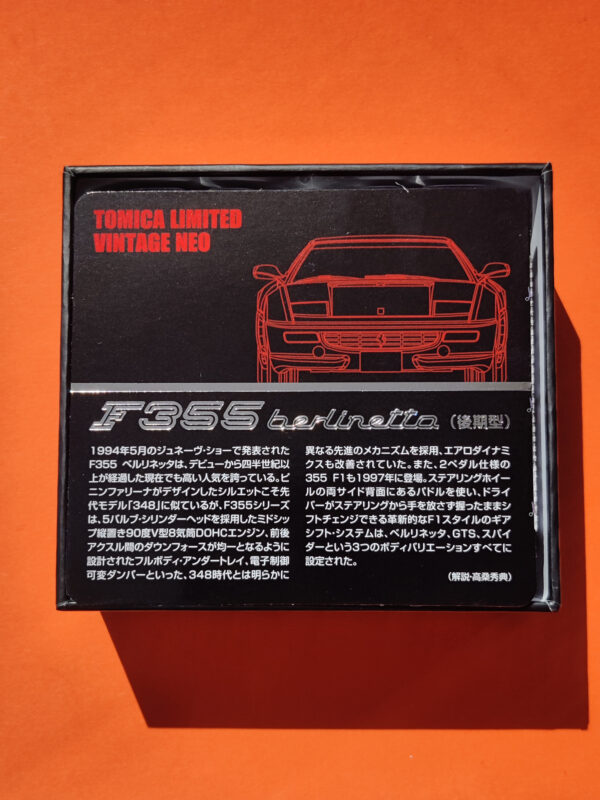 TOMICA LIMITED
VINTAGE NEO
F355 berlinetta (後期型)
1994年5月のジュネーヴ・ショーで発表された
F355 ベルリネッタは、デビューから四半世紀以
上が経過した現在でも高い人気を誇っている。ピ
ニンファリーナがデザインしたシルエットこそ先
代モデル「348」に似ているが、F355シリーズ
は、5バルブ・シリンダーヘッドを採用したミドシッ
プ縦置き90度V型8気筒DOHCエンジン、前後
アクスル間のダウンフォースが均一となるように
設計されたフルボディ・アンダートレイ、電子制御
可変ダンパーといった、348時代とは明らかに
異なる先進のメカニズムを採用、エアロダイナミ
クスも改善されていた。また、2ペダル仕様の
355 F1も1997年に登場。ステアリングホイー
ルの両サイド背面にあるパドルを使い、ドライ
バーがステアリングから手を放さず握ったままシ
フトチェンジできる革新的なF1スタイルのギア
シフト・システムは、ベルリネッタ、GTS、スパイ
ダーという3つのボディバリエーションすべてに
設定された。
(解説・高桑秀典)